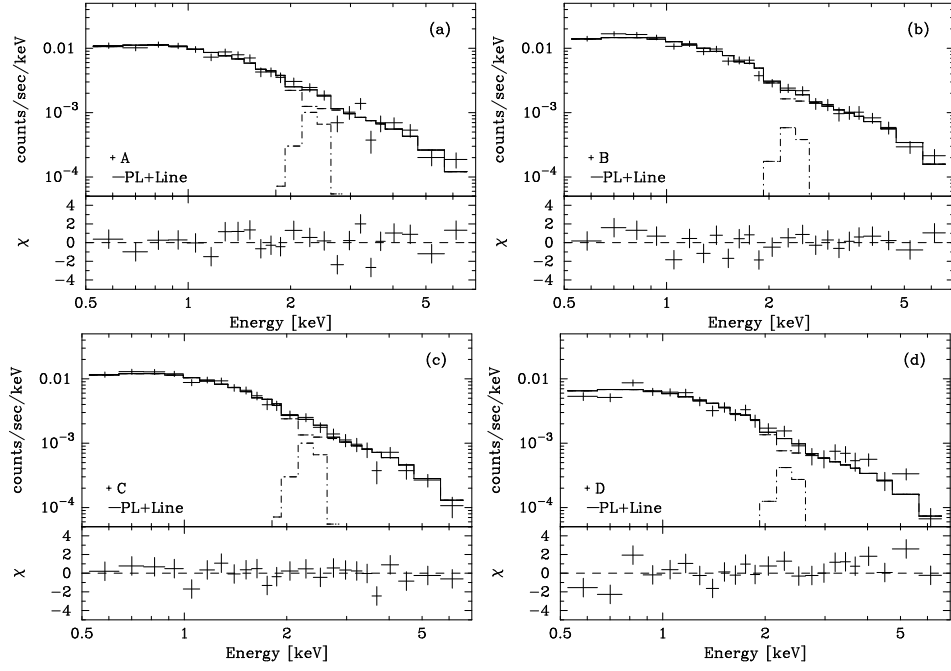 (a)
0.01
10⁻³
10⁻⁴
counts/sec/keV
+ A
—PL+Line
4
2
0
−2
−4
χ
0.5 1 2 5
Energy [keV]
(b)
0.01
10⁻³
10⁻⁴
counts/sec/keV
+ B
—PL+Line
4
2
0
−2
−4
χ
0.5 1 2 5
Energy [keV]
(c)
0.01
10⁻³
10⁻⁴
counts/sec/keV
+ C
—PL+Line
4
2
0
−2
−4
χ
0.5 1 2 5
Energy [keV]
(d)
0.01
10⁻³
10⁻⁴
counts/sec/keV
+ D
—PL+Line
4
2
0
−2
−4
χ
0.5 1 2 5
Energy [keV]